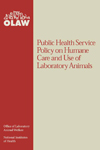 OLAW
Public Health Service
Policy on Humane
Care and Use of
Laboratory Animals
Office of Laboratory
Animal Welfare
National Institutes
of Health